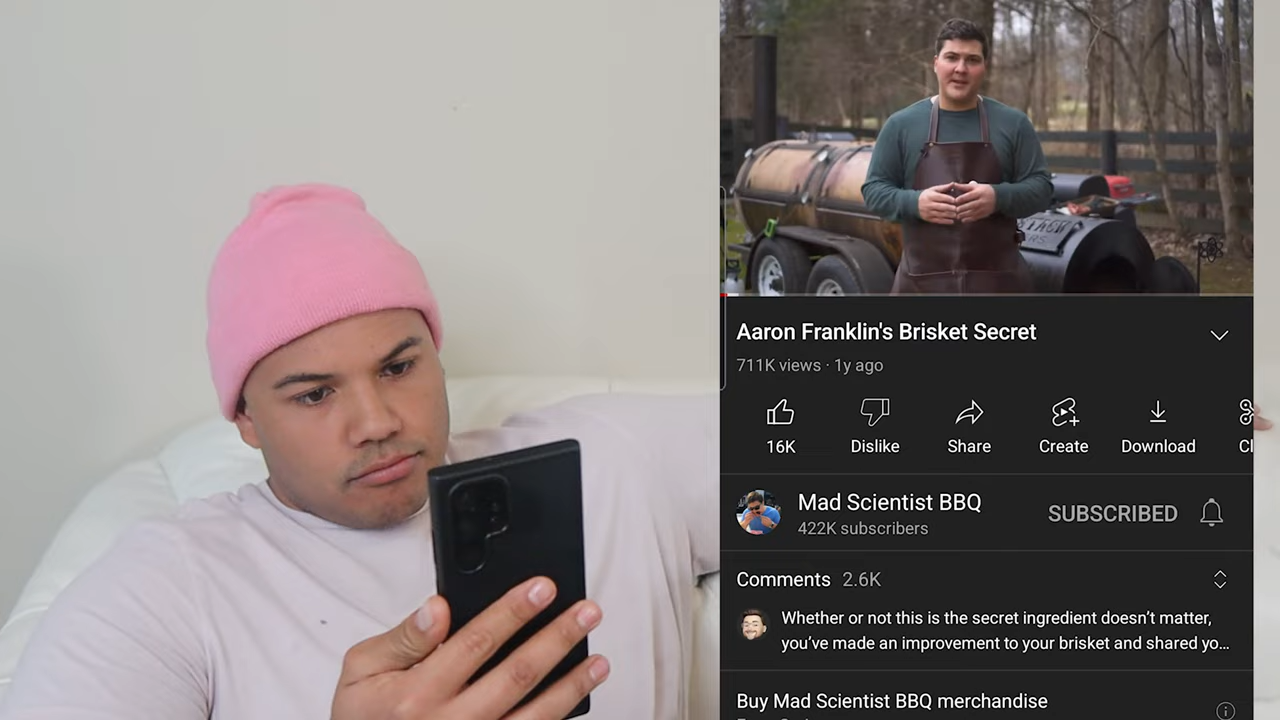 Aaron Franklin's Brisket Secret
711K views · 1y ago
16K
Dislike
Share
Create
Download
Cl
Mad Scientist BBQ
422K subscribers
SUBSCRIBED
Comments 2.6K
Whether or not this is the secret ingredient doesn't matter,
you've made an improvement to your brisket and shared yo...
Buy Mad Scientist BBQ merchandise